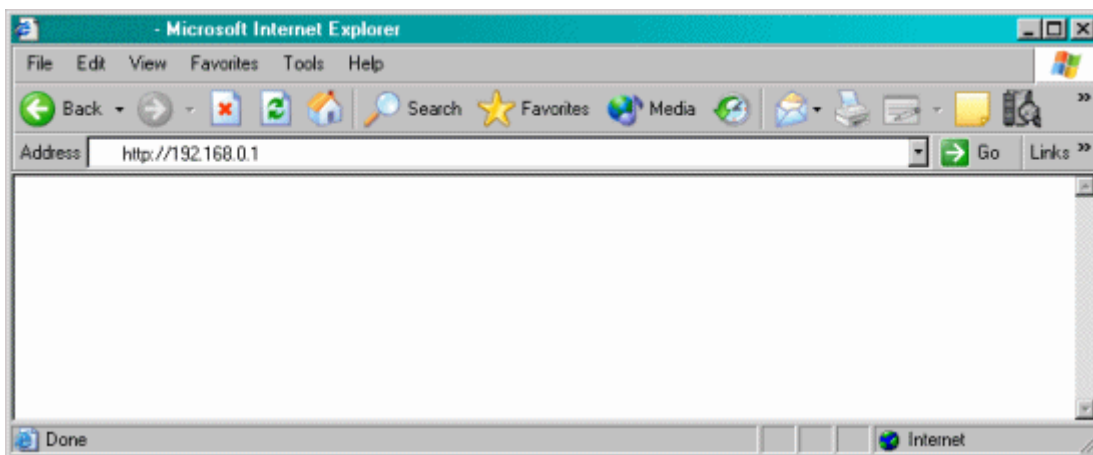 - Microsoft Internet Explorer
File Edit View Favorites Tools Help
Back Search Favorites Media »
Address http://192.168.0.1 Go Links »
Done Internet